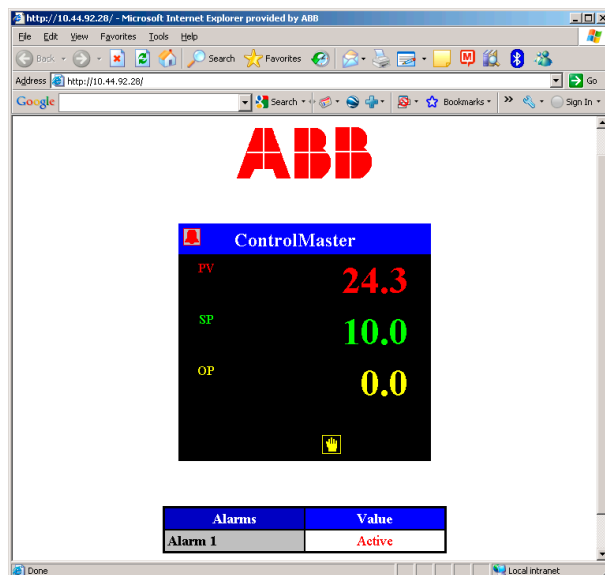 http://10.44.92.28/ - Microsoft Internet Explorer provided by ABB
File Edit View Favorites Tools Help
Back Search Favorites
Address http://10.44.92.28/ Go
Google Search Bookmarks Sign In
ABB
ControlMaster
PV 24.3
SP 10.0
OP 0.0
Alarms Value
Alarm 1 Active
Done Local intranet